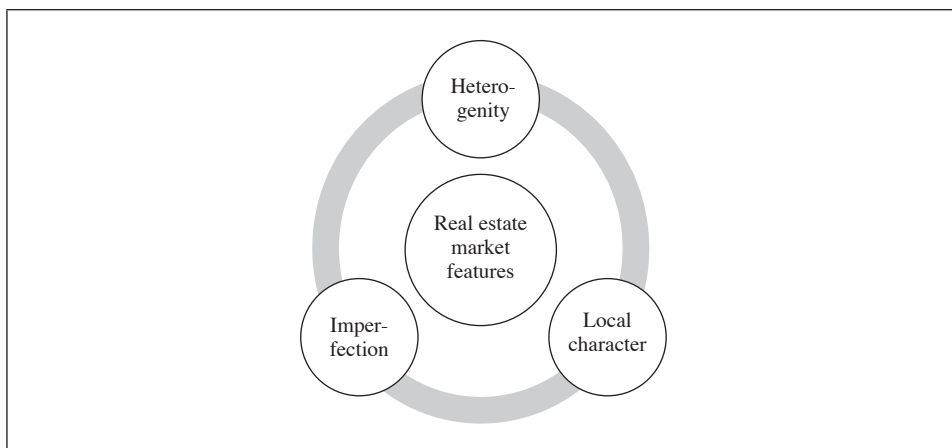 Hetero-
genity
Real estate
market
features
Imper-
fection
Local
character